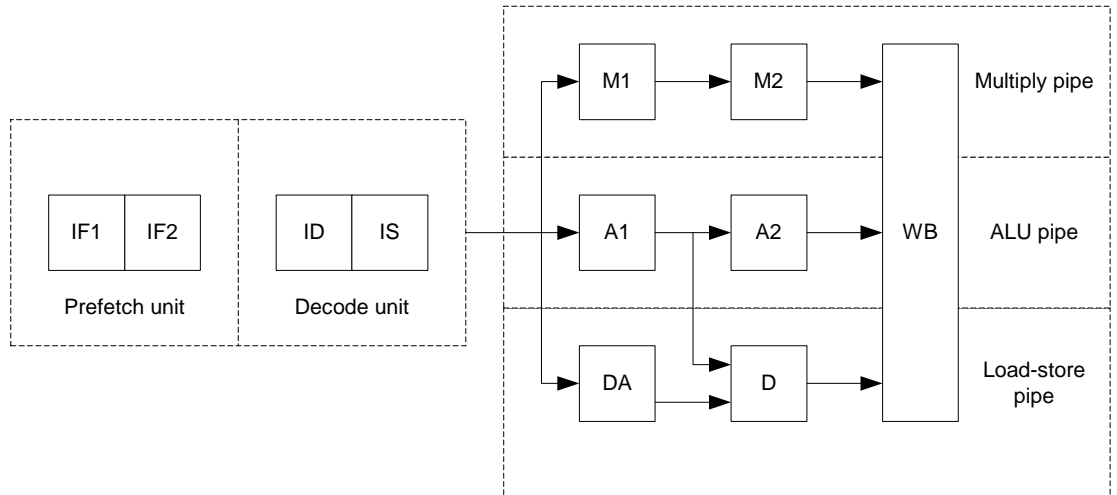 M1
M2
Multiply pipe
IF1
IF2
ID
IS
A1
A2
WB
ALU pipe
Prefetch unit
Decode unit
DA
D
Load-store
pipe